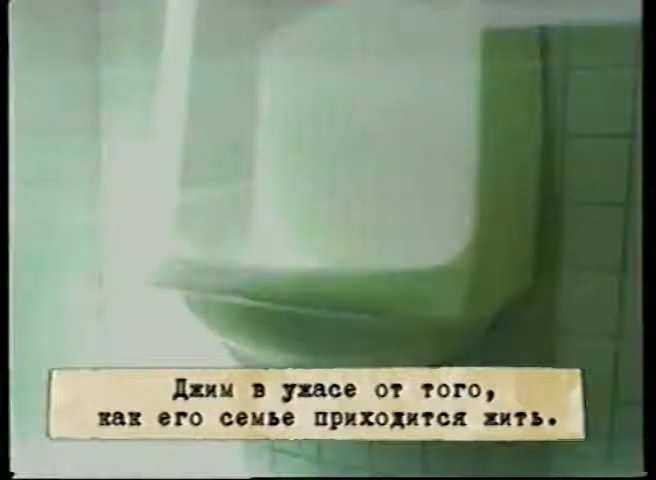 Джим в ужасе от того,
как его семье приходится жить.